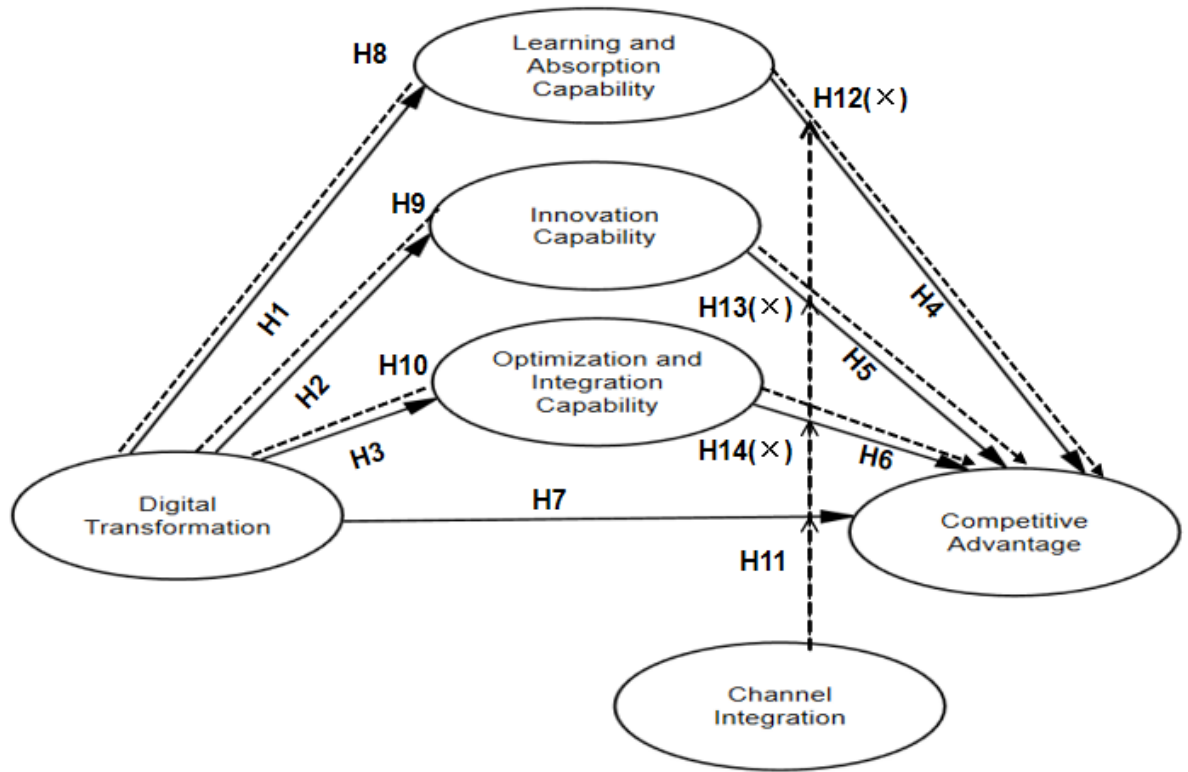 H8
Learning and
Absorption
Capability
H12(×)
H9
Innovation
Capability
H1
H13(×)
H4
H10
Optimization and
Integration
Capability
H2
H5
H3
H14(×)
H6
Digital
Transformation
H7
Competitive
Advantage
H11
Channel
Integration